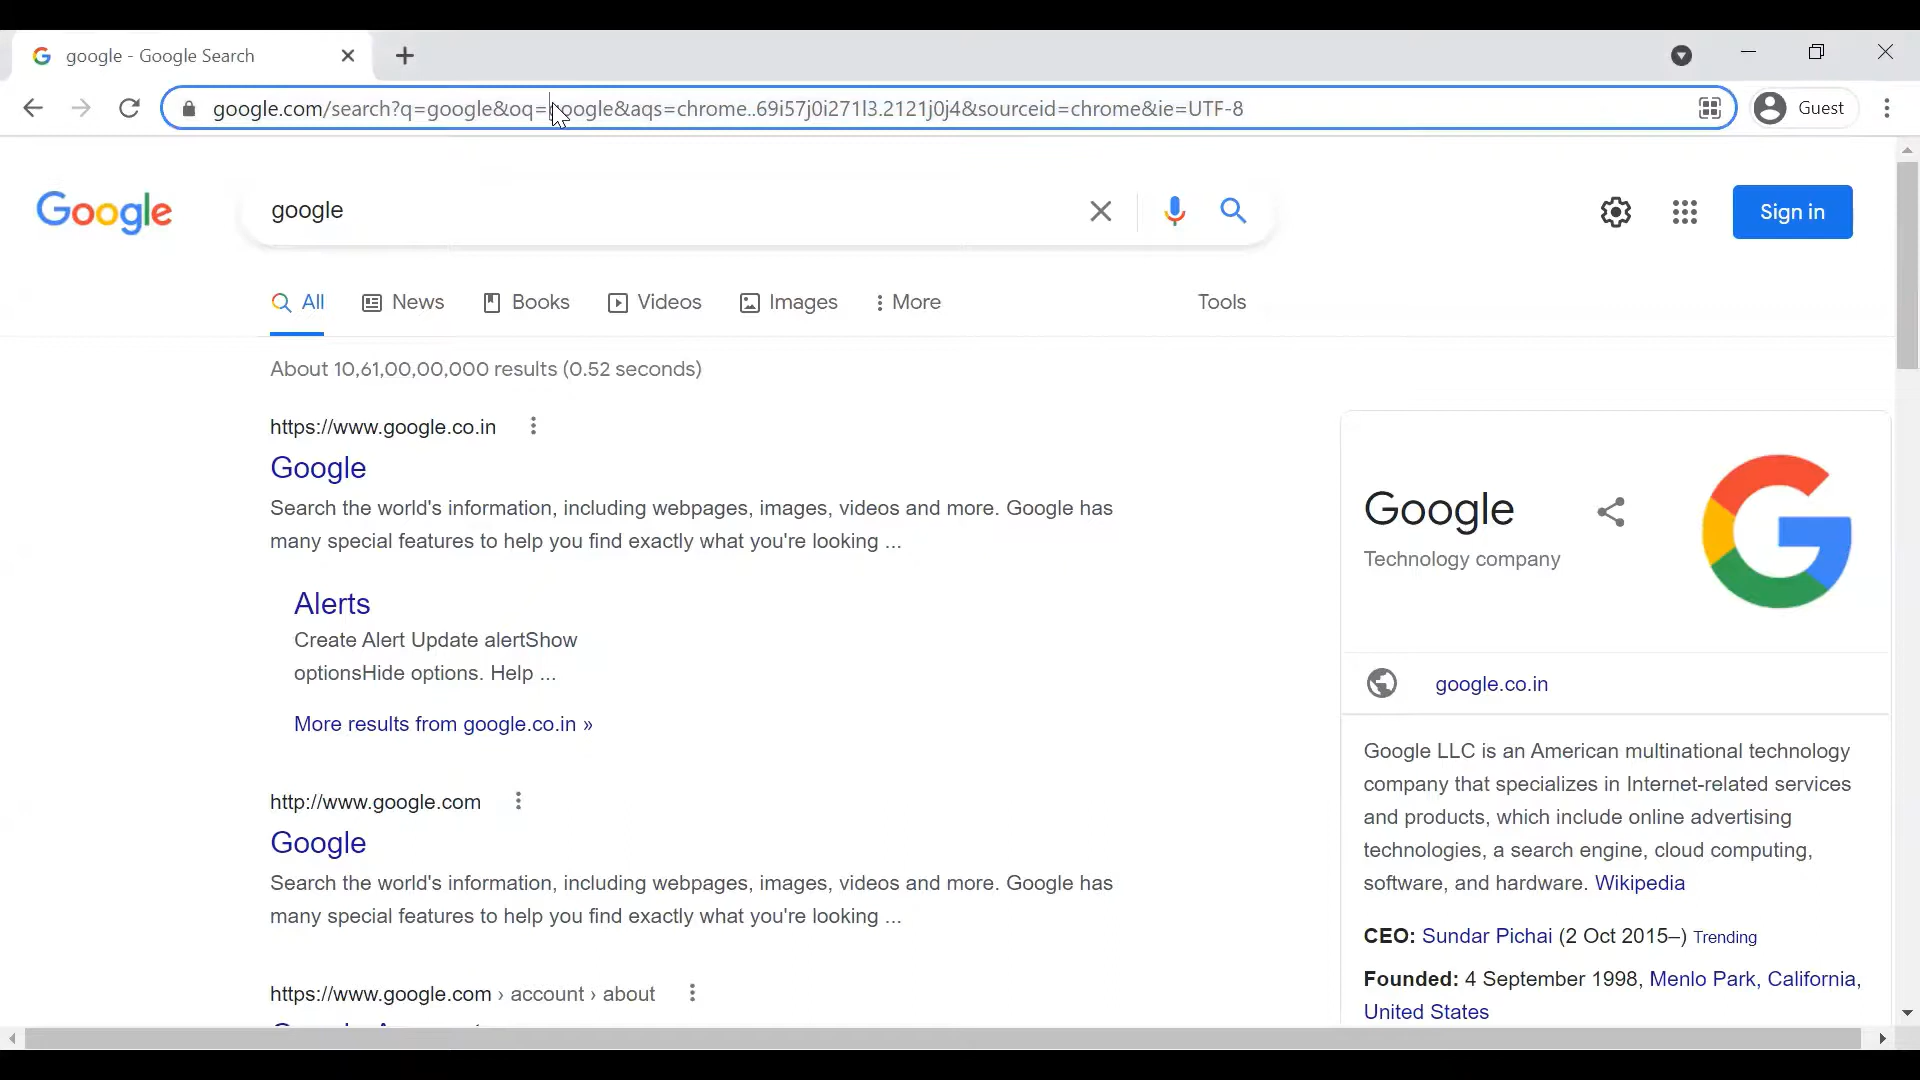 google - Google Search
google.com/search?q=google&oq=google&aqs=chrome..69i57j0i271l3.2121j0j4&sourceid=chrome&ie=UTF-8
Guest
Google
google
Sign in
All
News
Books
Videos
Images
More
Tools
About 10,61,00,00,000 results (0.52 seconds)
https://www.google.co.in
Google
Search the world's information, including webpages, images, videos and more. Google has
many special features to help you find exactly what you're looking ...
Alerts
Create Alert Update alertShow
optionsHide options. Help ...
More results from google.co.in »
http://www.google.com
Google
Search the world's information, including webpages, images, videos and more. Google has
many special features to help you find exactly what you're looking ...
https://www.google.com › account › about
Google
Technology company
google.co.in
Google LLC is an American multinational technology
company that specializes in Internet-related services
and products, which include online advertising
technologies, a search engine, cloud computing,
software, and hardware. Wikipedia
CEO: Sundar Pichai (2 Oct 2015–) Trending
Founded: 4 September 1998, Menlo Park, California,
United States